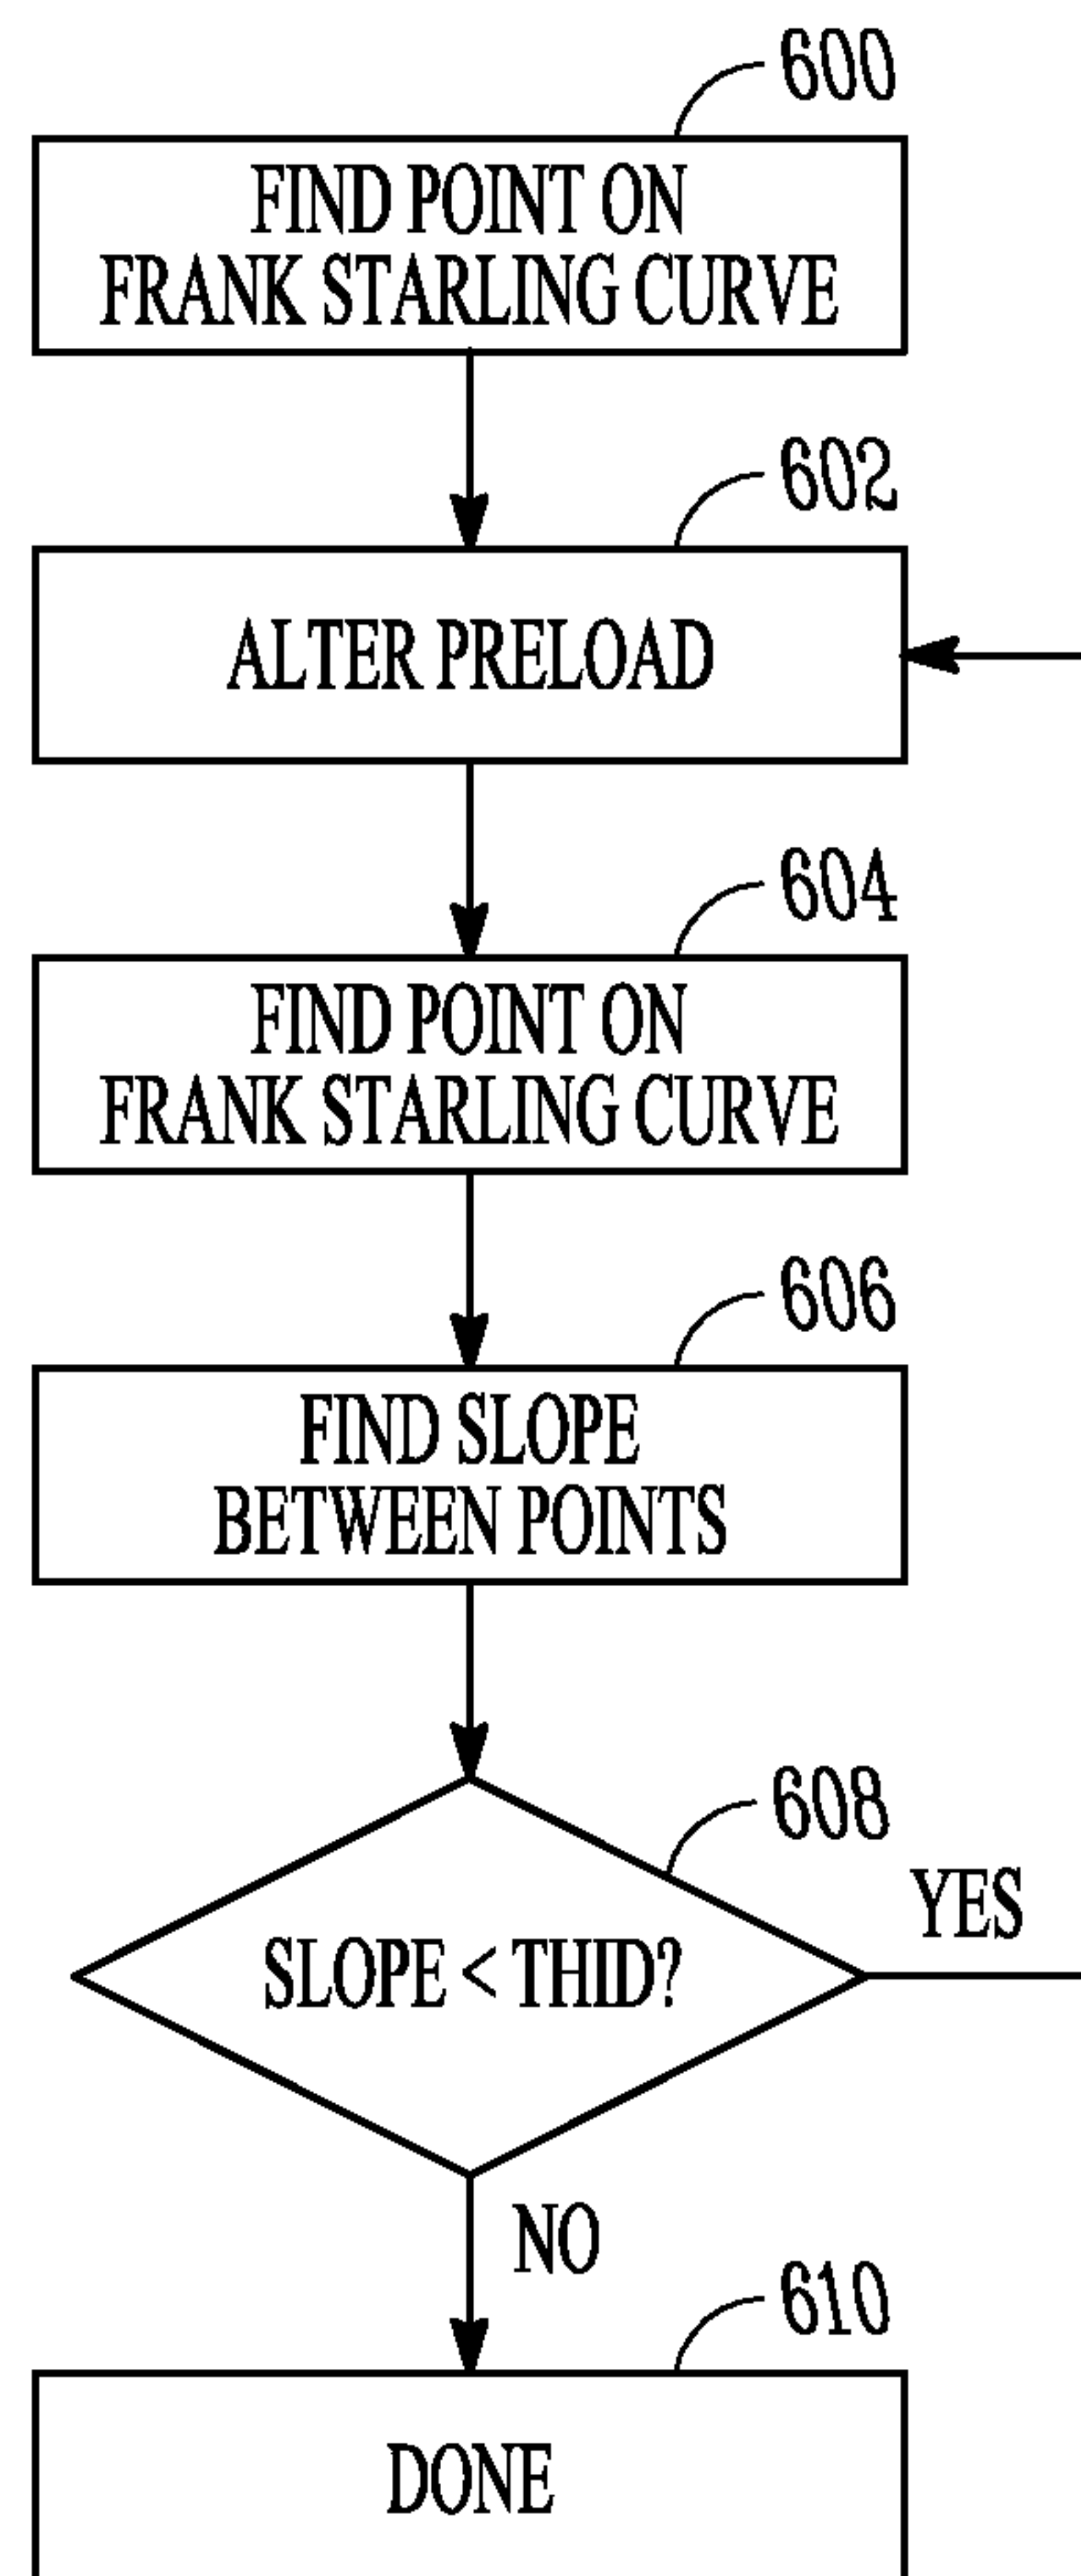 600
FIND POINT ON
FRANK STARLING CURVE
602
ALTER PRELOAD
604
FIND POINT ON
FRANK STARLING CURVE
606
FIND SLOPE
BETWEEN POINTS
608
SLOPE < THID?
YES
NO
610
DONE